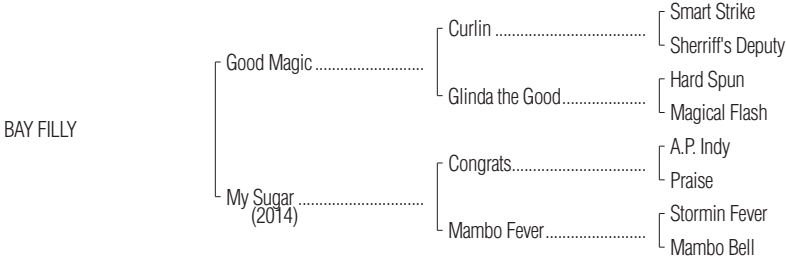 Smart Strike
Curlin ......................................
Sherriff's Deputy
Good Magic ...........................
Hard Spun
Glinda the Good.....................
Magical Flash
BAY FILLY
A.P. Indy
Congrats..................................
Praise
My Sugar ...............................
(2014)
Stormin Fever
Mambo Fever.........................
Mambo Bell